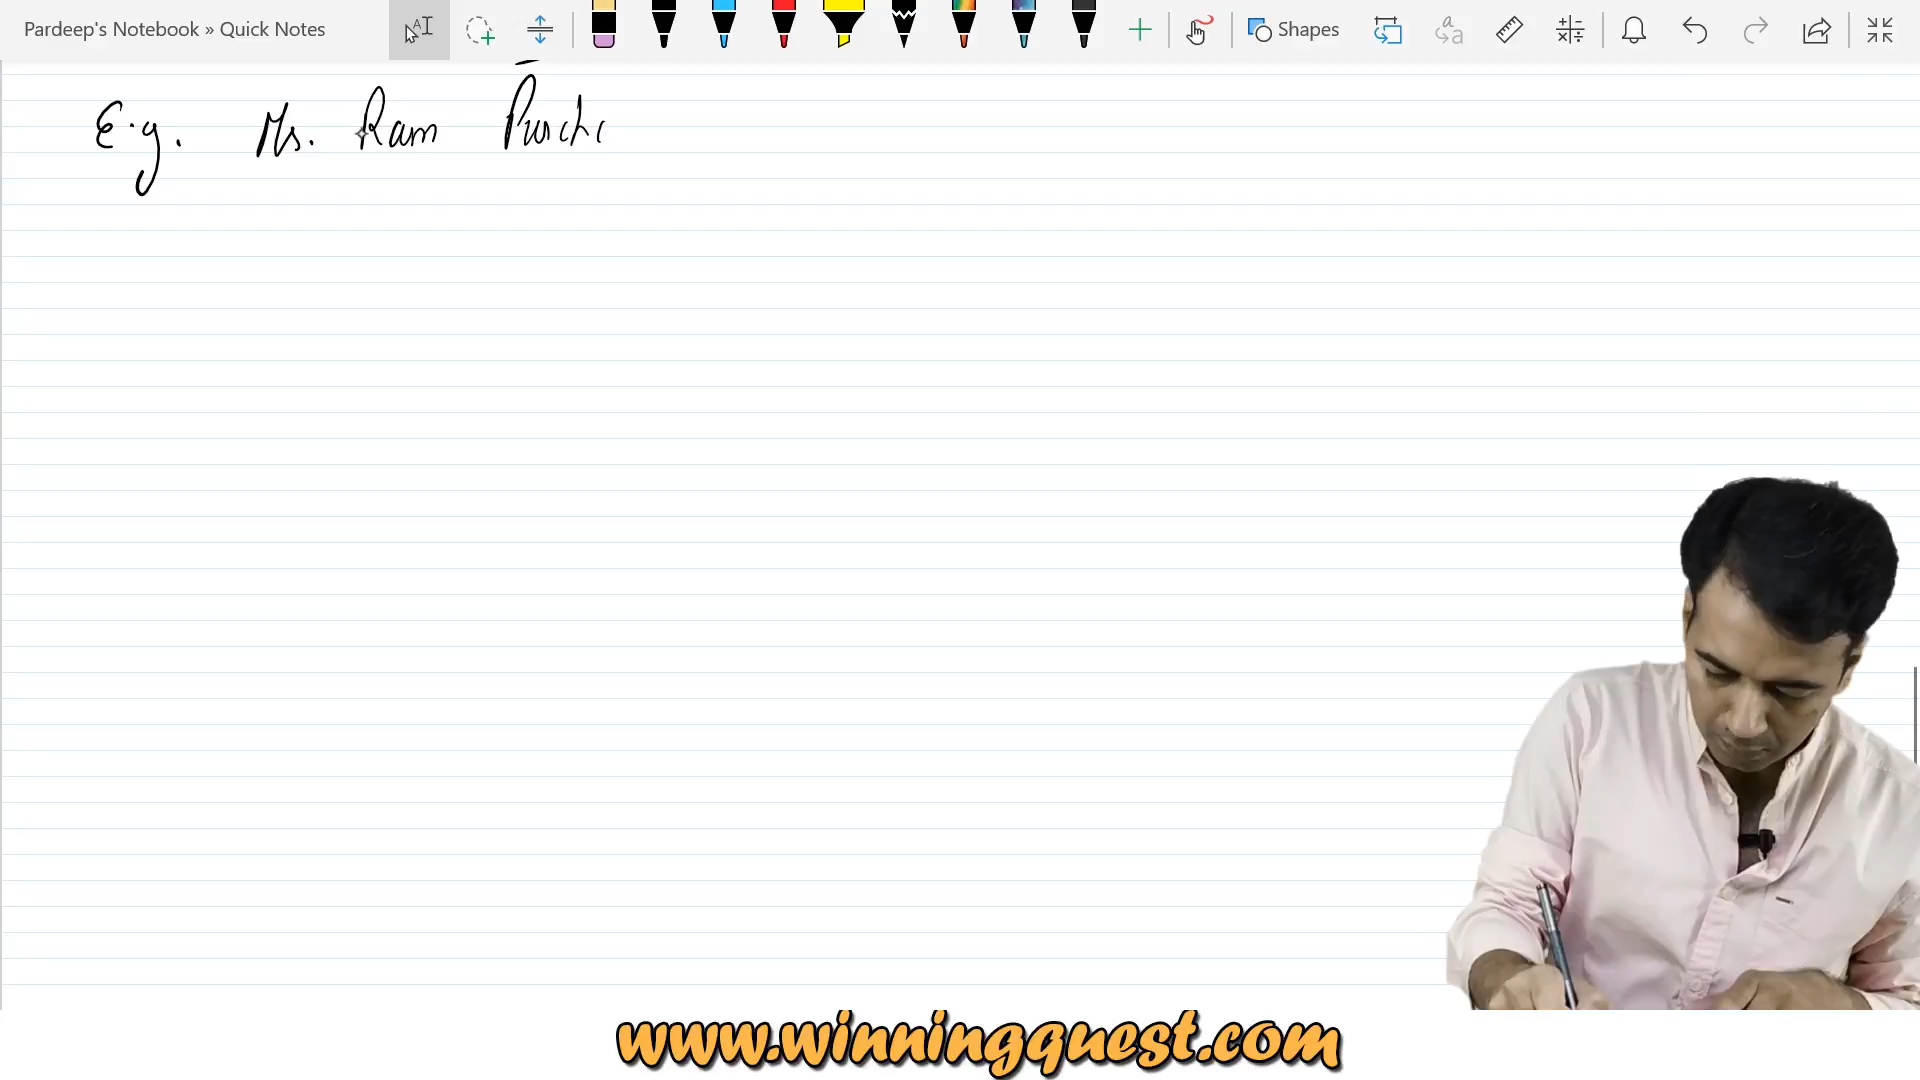 Pardeep's Notebook » Quick Notes
Shapes
E.g. Mr. Ram Purcha
www.winningquest.com